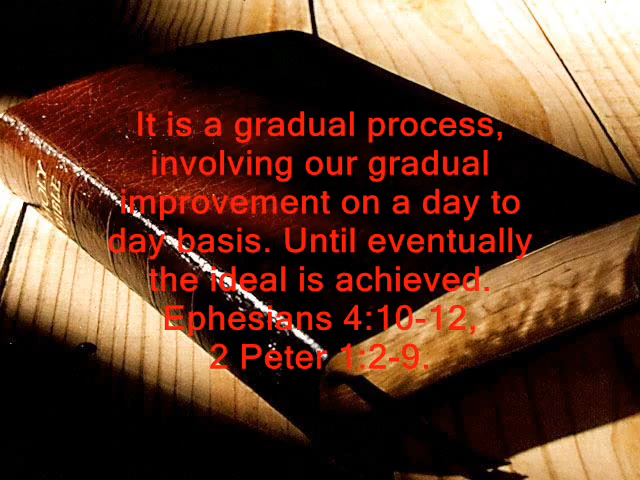 It is a gradual process,
involving our gradual
improvement on a day to
day basis. Until eventually
the ideal is achieved.
Ephesians 4:10-12,
2 Peter 1:2-9.